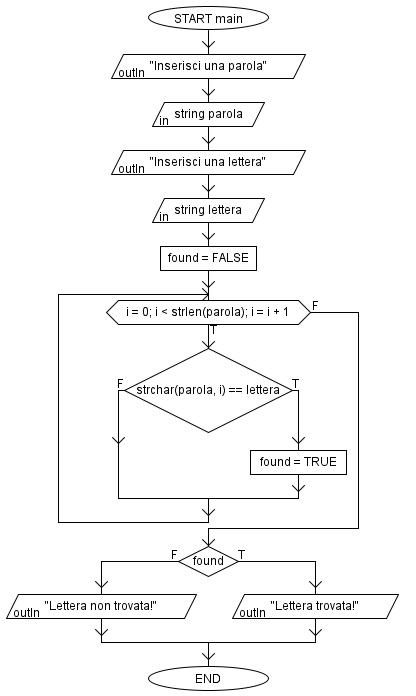 START main
"Inserisci una parola"
outln
string parola
in
"Inserisci una lettera"
outln
string lettera
in
found = FALSE
i = 0; i < strlen(parola); i = i + 1
F
T
F
strchar(parola, i) == lettera
T
found = TRUE
F
found
T
"Lettera non trovata!"
outln
"Lettera trovata!"
outln
END